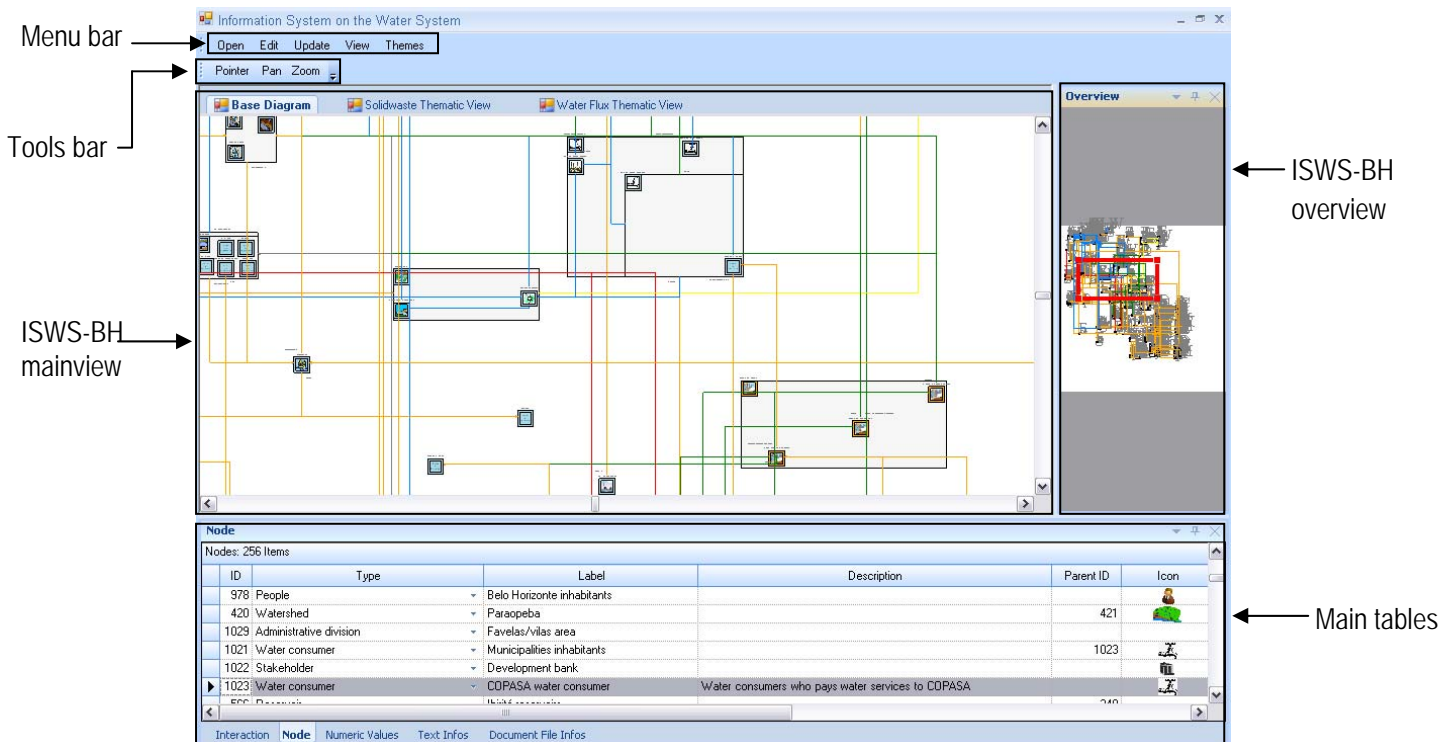 Information System on the Water System
Menu bar
Open Edit Update View Themes
Pointer Pan Zoom
Tools bar
Base Diagram Solidwaste Thematic View Water Flux Thematic View
Overview
ISWS-BH
overview
ISWS-BH
mainview
Node
Nodes: 256 Items
ID Type Label Description Parent ID Icon
978 People Belo Horizonte inhabitants
420 Watershed Paraopeba 421
1029 Administrative division Favelas/vilas area
1021 Water consumer Municipalities inhabitants 1023
1022 Stakeholder Development bank
1023 Water consumer COPASA water consumer Water consumers who pays water services to COPASA
Main tables
Interaction Node Numeric Values Text Infos Document File Infos